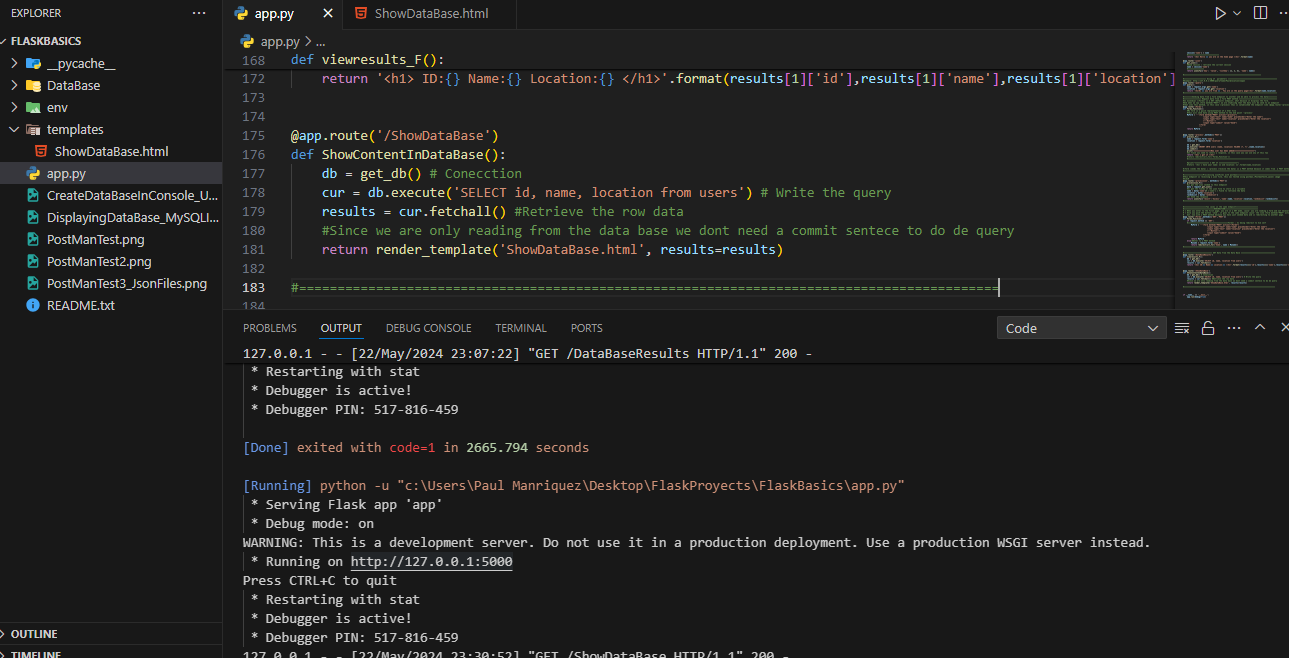 EXPLORER
FLASKBASICS
__pycache__
DataBase
env
templates
ShowDataBase.html
app.py
CreateDataBaseInConsole_U...
DisplayingDataBase_MySQLI...
PostManTest.png
PostManTest2.png
PostManTest3_JsonFiles.png
README.txt
OUTLINE
TIMELINE
app.py
ShowDataBase.html
app.py > ...
168 def viewresults_F():
172 return '<h1> ID:{} Name:{} Location:{} </h1>'.format(results[1]['id'],results[1]['name'],results[1]['location']
173
174
175 @app.route('/ShowDataBase')
176 def ShowContentInDataBase():
177 db = get_db() # Conecction
178 cur = db.execute('SELECT id, name, location from users') # Write the query
179 results = cur.fetchall() #Retrieve the row data
180 #Since we are only reading from the data base we dont need a commit sentece to do de query
181 return render_template('ShowDataBase.html', results=results)
182
183 #===========================================================================================
184
PROBLEMS OUTPUT DEBUG CONSOLE TERMINAL PORTS
Code
127.0.0.1 - - [22/May/2024 23:07:22] "GET /DataBaseResults HTTP/1.1" 200 -
* Restarting with stat
* Debugger is active!
* Debugger PIN: 517-816-459
[Done] exited with code=1 in 2665.794 seconds
[Running] python -u "c:\Users\Paul Manriquez\Desktop\FlaskProyects\FlaskBasics\app.py"
* Serving Flask app 'app'
* Debug mode: on
WARNING: This is a development server. Do not use it in a production deployment. Use a production WSGI server instead.
* Running on http://127.0.0.1:5000
Press CTRL+C to quit
* Restarting with stat
* Debugger is active!
* Debugger PIN: 517-816-459
127.0.0.1 - - [22/May/2024 23:30:52] "GET /ShowDataBase HTTP/1.1" 200 -